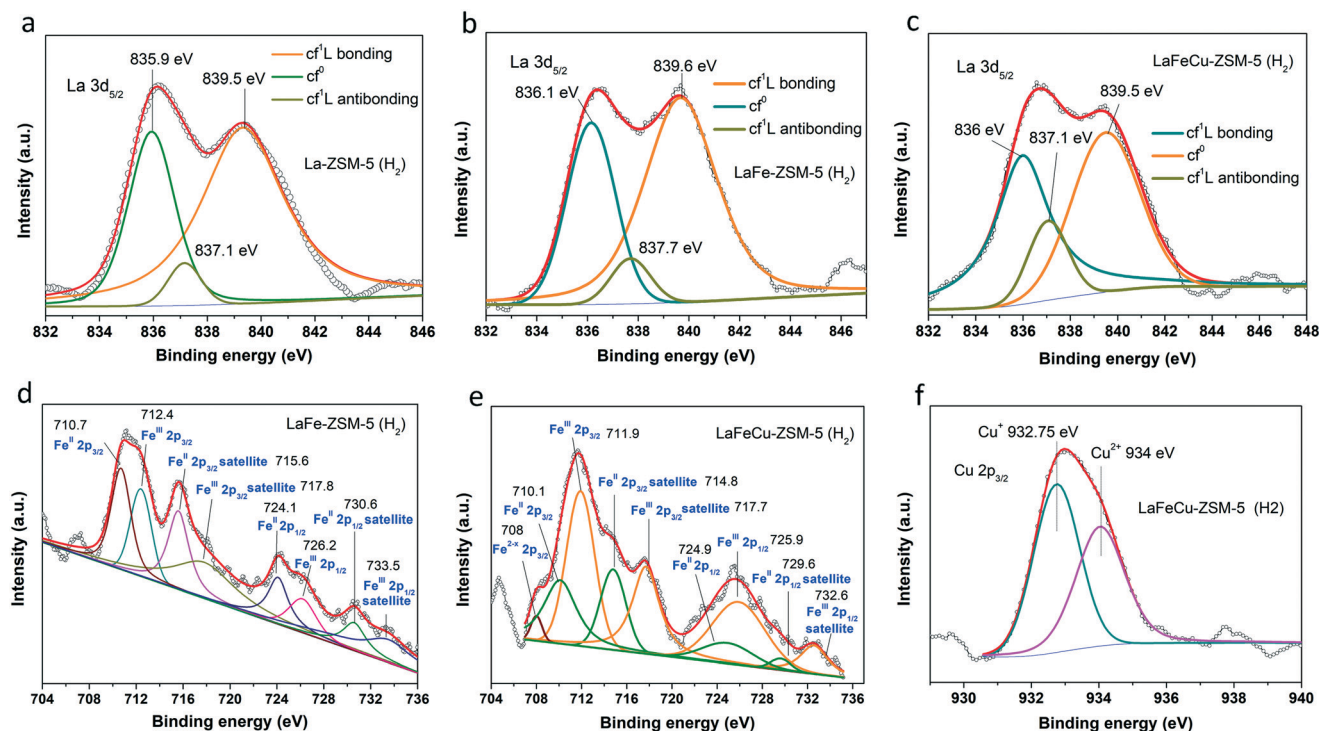 a
835.9 eV
839.5 eV
La 3d5/2
cf1L bonding
cf0
cf1L antibonding
La-ZSM-5 (H2)
837.1 eV
Intensity (a.u.)
832 834 836 838 840 842 844 846
Binding energy (eV)
b
839.6 eV
La 3d5/2
836.1 eV
cf1L bonding
cf0
cf1L antibonding
LaFe-ZSM-5 (H2)
837.7 eV
Intensity (a.u.)
832 834 836 838 840 842 844 846
Binding energy (eV)
c
LaFeCu-ZSM-5 (H2)
La 3d5/2
839.5 eV
836 eV
837.1 eV
cf1L bonding
cf0
cf1L antibonding
Intensity (a.u.)
832 834 836 838 840 842 844 846 848
Binding energy (eV)
d
LaFe-ZSM-5 (H2)
710.7
FeII 2p3/2
712.4
FeIII 2p3/2
FeII 2p3/2 satellite
715.6
FeIII 2p3/2 satellite
717.8
724.1
FeII 2p1/2
730.6
FeII 2p1/2 satellite
726.2
FeIII 2p1/2
733.5
FeIII 2p1/2
satellite
Intensity (a.u.)
704 708 712 716 720 724 728 732 736
Binding energy (eV)
e
LaFeCu-ZSM-5 (H2)
FeIII 2p3/2
711.9
710.1
FeII 2p3/2
708
Fe2-x 2p3/2
FeII 2p3/2 satellite
714.8
FeIII 2p3/2 satellite
717.7
724.9
FeII 2p1/2
FeIII 2p1/2
725.9
729.6
FeII 2p1/2 satellite
732.6
FeIII 2p1/2
satellite
Intensity (a.u.)
704 708 712 716 720 724 728 732 736
Binding energy (eV)
f
Cu+ 932.75 eV
Cu2+ 934 eV
Cu 2p3/2
LaFeCu-ZSM-5 (H2)
Intensity (a.u.)
930 932 934 936 938 940
Binding energy (eV)